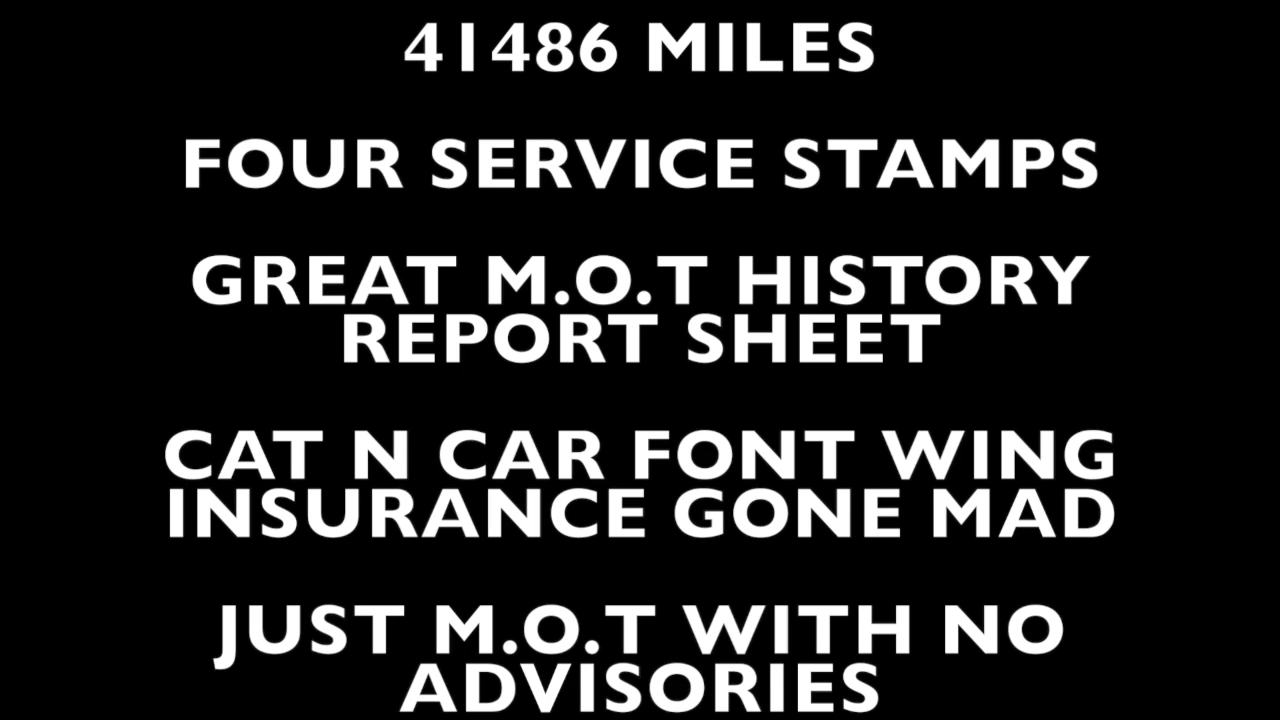 41486 MILES
FOUR SERVICE STAMPS
GREAT M.O.T HISTORY
REPORT SHEET
CAT N CAR FONT WING
INSURANCE GONE MAD
JUST M.O.T WITH NO
ADVISORIES